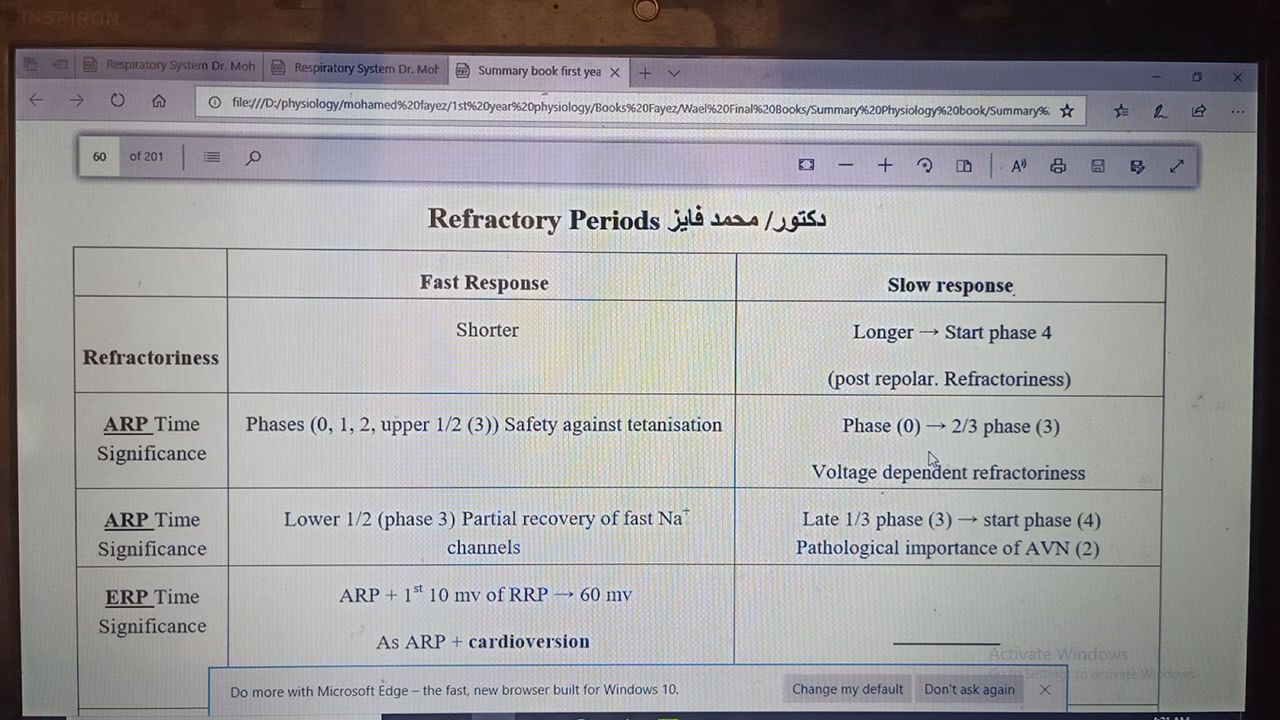 INSPIRON
Respiratory System Dr. Moh
Respiratory System Dr. Moh
Summary book first yea
file:///D:/physiology/mohamed%20fayez/1st%20year%20physiology/Books%20Fayez/Wael%20Final%20Books/Summary%20Physiology%20book/Summary%
60 of 201
Refractory Periods دكتور/ محمد فايز
Fast Response
Slow response
Refractoriness
Shorter
Longer → Start phase 4
(post repolar. Refractoriness)
ARP Time
Significance
Phases (0, 1, 2, upper 1/2 (3)) Safety against tetanisation
Phase (0) → 2/3 phase (3)
Voltage dependent refractoriness
ARP Time
Significance
Lower 1/2 (phase 3) Partial recovery of fast Na+
channels
Late 1/3 phase (3) → start phase (4)
Pathological importance of AVN (2)
ERP Time
Significance
ARP + 1st 10 mv of RRP → 60 mv
As ARP + cardioversion
Activate Windows
Go to Settings to activate Windows.
Do more with Microsoft Edge – the fast, new browser built for Windows 10.
Change my default
Don't ask again